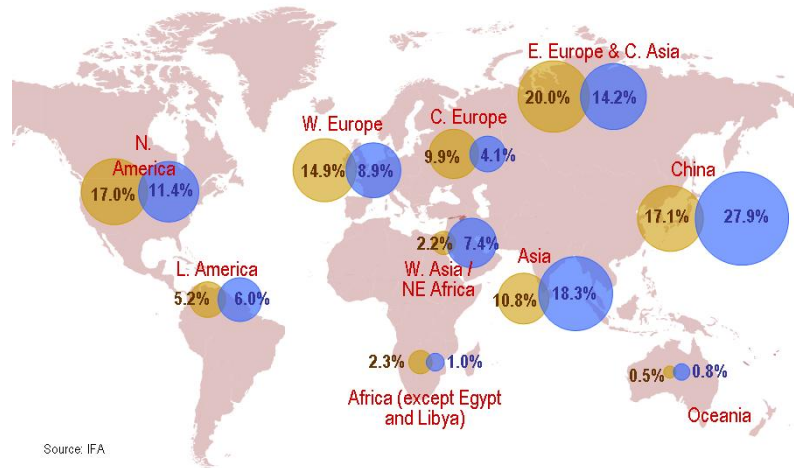 E. Europe & C. Asia
20.0% 14.2%
C. Europe
9.9% 4.1%
W. Europe
14.9% 8.9%
N.
America
17.0% 11.4%
China
17.1% 27.9%
2.2% 7.4%
W. Asia /
NE Africa
Asia
10.8% 18.3%
L. America
5.2% 6.0%
2.3% 1.0%
Africa (except Egypt
and Libya)
0.5% 0.8%
Oceania
Source: IFA